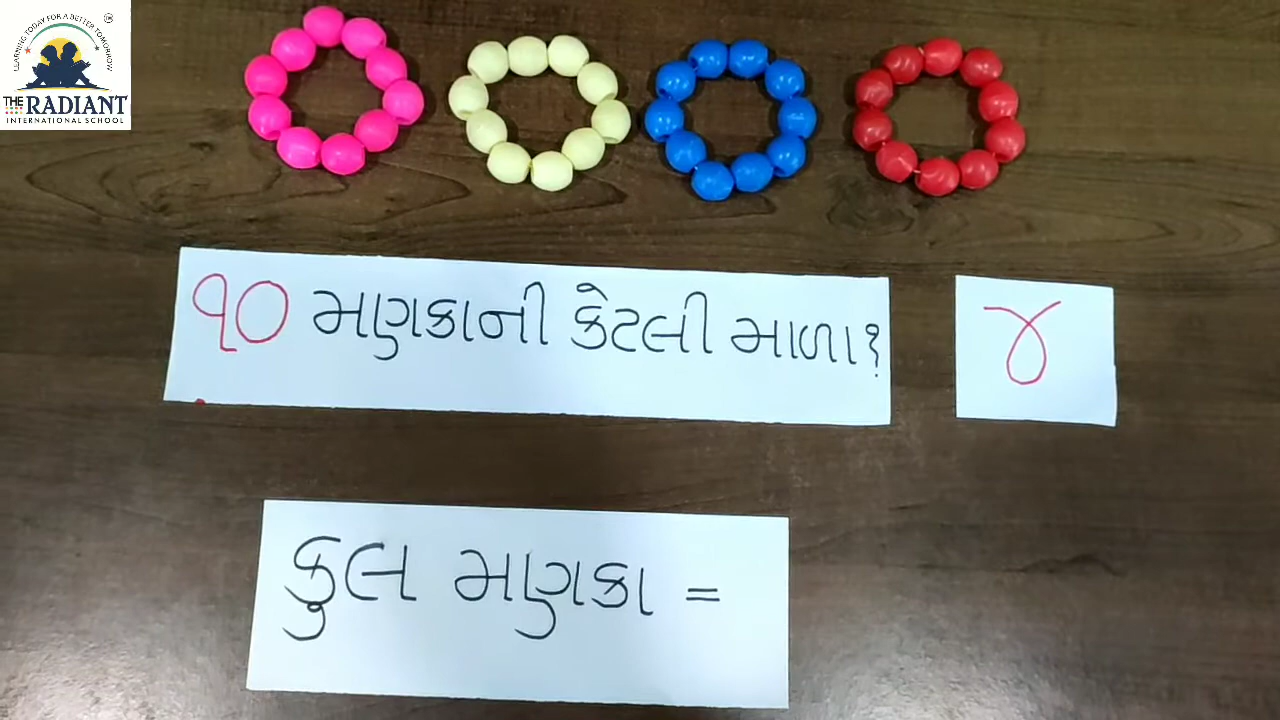 LEARNING TODAY FOR A BETTER TOMORROW
THE RADIANT
INTERNATIONAL SCHOOL
૧૦ મણકાની કેટલી માળા?
૪
કુલ મણકા =